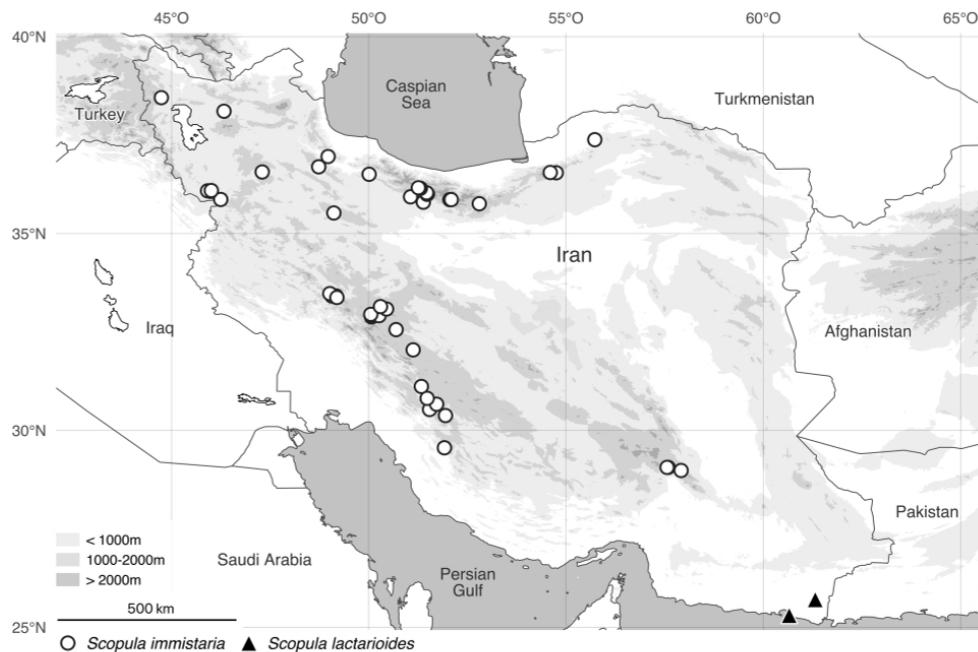 45°O 50°O 55°O 60°O 65°O
40°N
Caspian
Sea
Turkey
Turkmenistan
35°N
Iran
Iraq
Afghanistan
30°N
Pakistan
< 1000m
1000-2000m
> 2000m
Saudi Arabia
Persian
Gulf
500 km
25°N
Scopula immistaria Scopula lactarioides